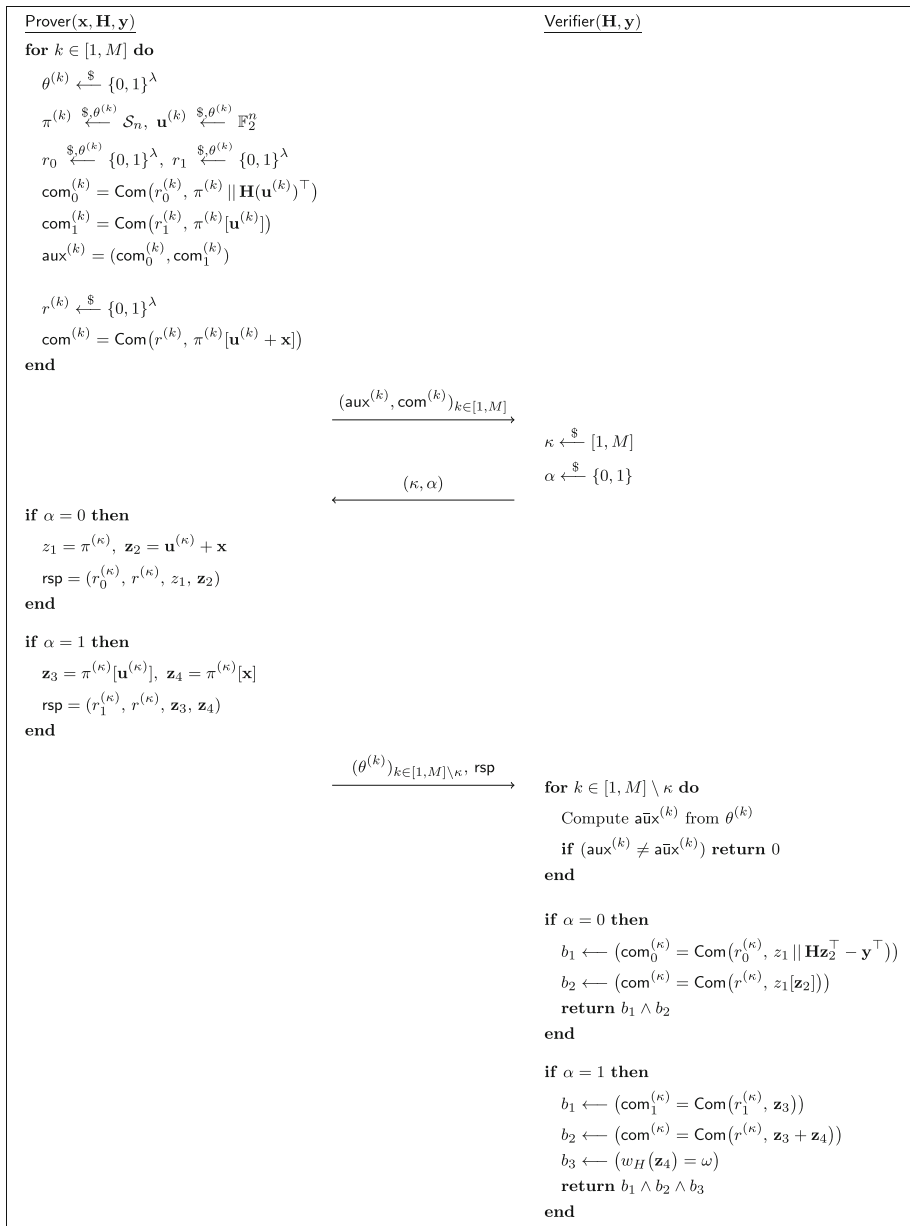 Prover(x, H, y)
Verifier(H, y)
for k ∈ [1, M] do
θ^{(k)} ⟵^{$} {0, 1}^λ
π^{(k)} ⟵^{$,θ^{(k)}} 𝒮_n, u^{(k)} ⟵^{$,θ^{(k)}} 𝔽_2^n
r_0 ⟵^{$,θ^{(k)}} {0, 1}^λ, r_1 ⟵^{$,θ^{(k)}} {0, 1}^λ
com_0^{(k)} = Com(r_0^{(k)}, π^{(k)} || H(u^{(k)})^⊤)
com_1^{(k)} = Com(r_1^{(k)}, π^{(k)}[u^{(k)}])
aux^{(k)} = (com_0^{(k)}, com_1^{(k)})
r^{(k)} ⟵^{$} {0, 1}^λ
com^{(k)} = Com(r^{(k)}, π^{(k)}[u^{(k)} + x])
end
(aux^{(k)}, com^{(k)})_{k∈[1,M]}
κ ⟵^{$} [1, M]
α ⟵^{$} {0, 1}
(κ, α)
if α = 0 then
z_1 = π^{(κ)}, z_2 = u^{(κ)} + x
rsp = (r_0^{(κ)}, r^{(κ)}, z_1, z_2)
end
if α = 1 then
z_3 = π^{(κ)}[u^{(κ)}], z_4 = π^{(κ)}[x]
rsp = (r_1^{(κ)}, r^{(κ)}, z_3, z_4)
end
(θ^{(k)})_{k∈[1,M]\κ}, rsp
for k ∈ [1, M] \ κ do
Compute aūx^{(k)} from θ^{(k)}
if (aux^{(k)} ≠ aūx^{(k)}) return 0
end
if α = 0 then
b_1 ⟵ (com_0^{(κ)} = Com(r_0^{(κ)}, z_1 || Hz_2^⊤ − y^⊤))
b_2 ⟵ (com^{(κ)} = Com(r^{(κ)}, z_1[z_2]))
return b_1 ∧ b_2
end
if α = 1 then
b_1 ⟵ (com_1^{(κ)} = Com(r_1^{(κ)}, z_3))
b_2 ⟵ (com^{(κ)} = Com(r^{(κ)}, z_3 + z_4))
b_3 ⟵ (w_H(z_4) = ω)
return b_1 ∧ b_2 ∧ b_3
end